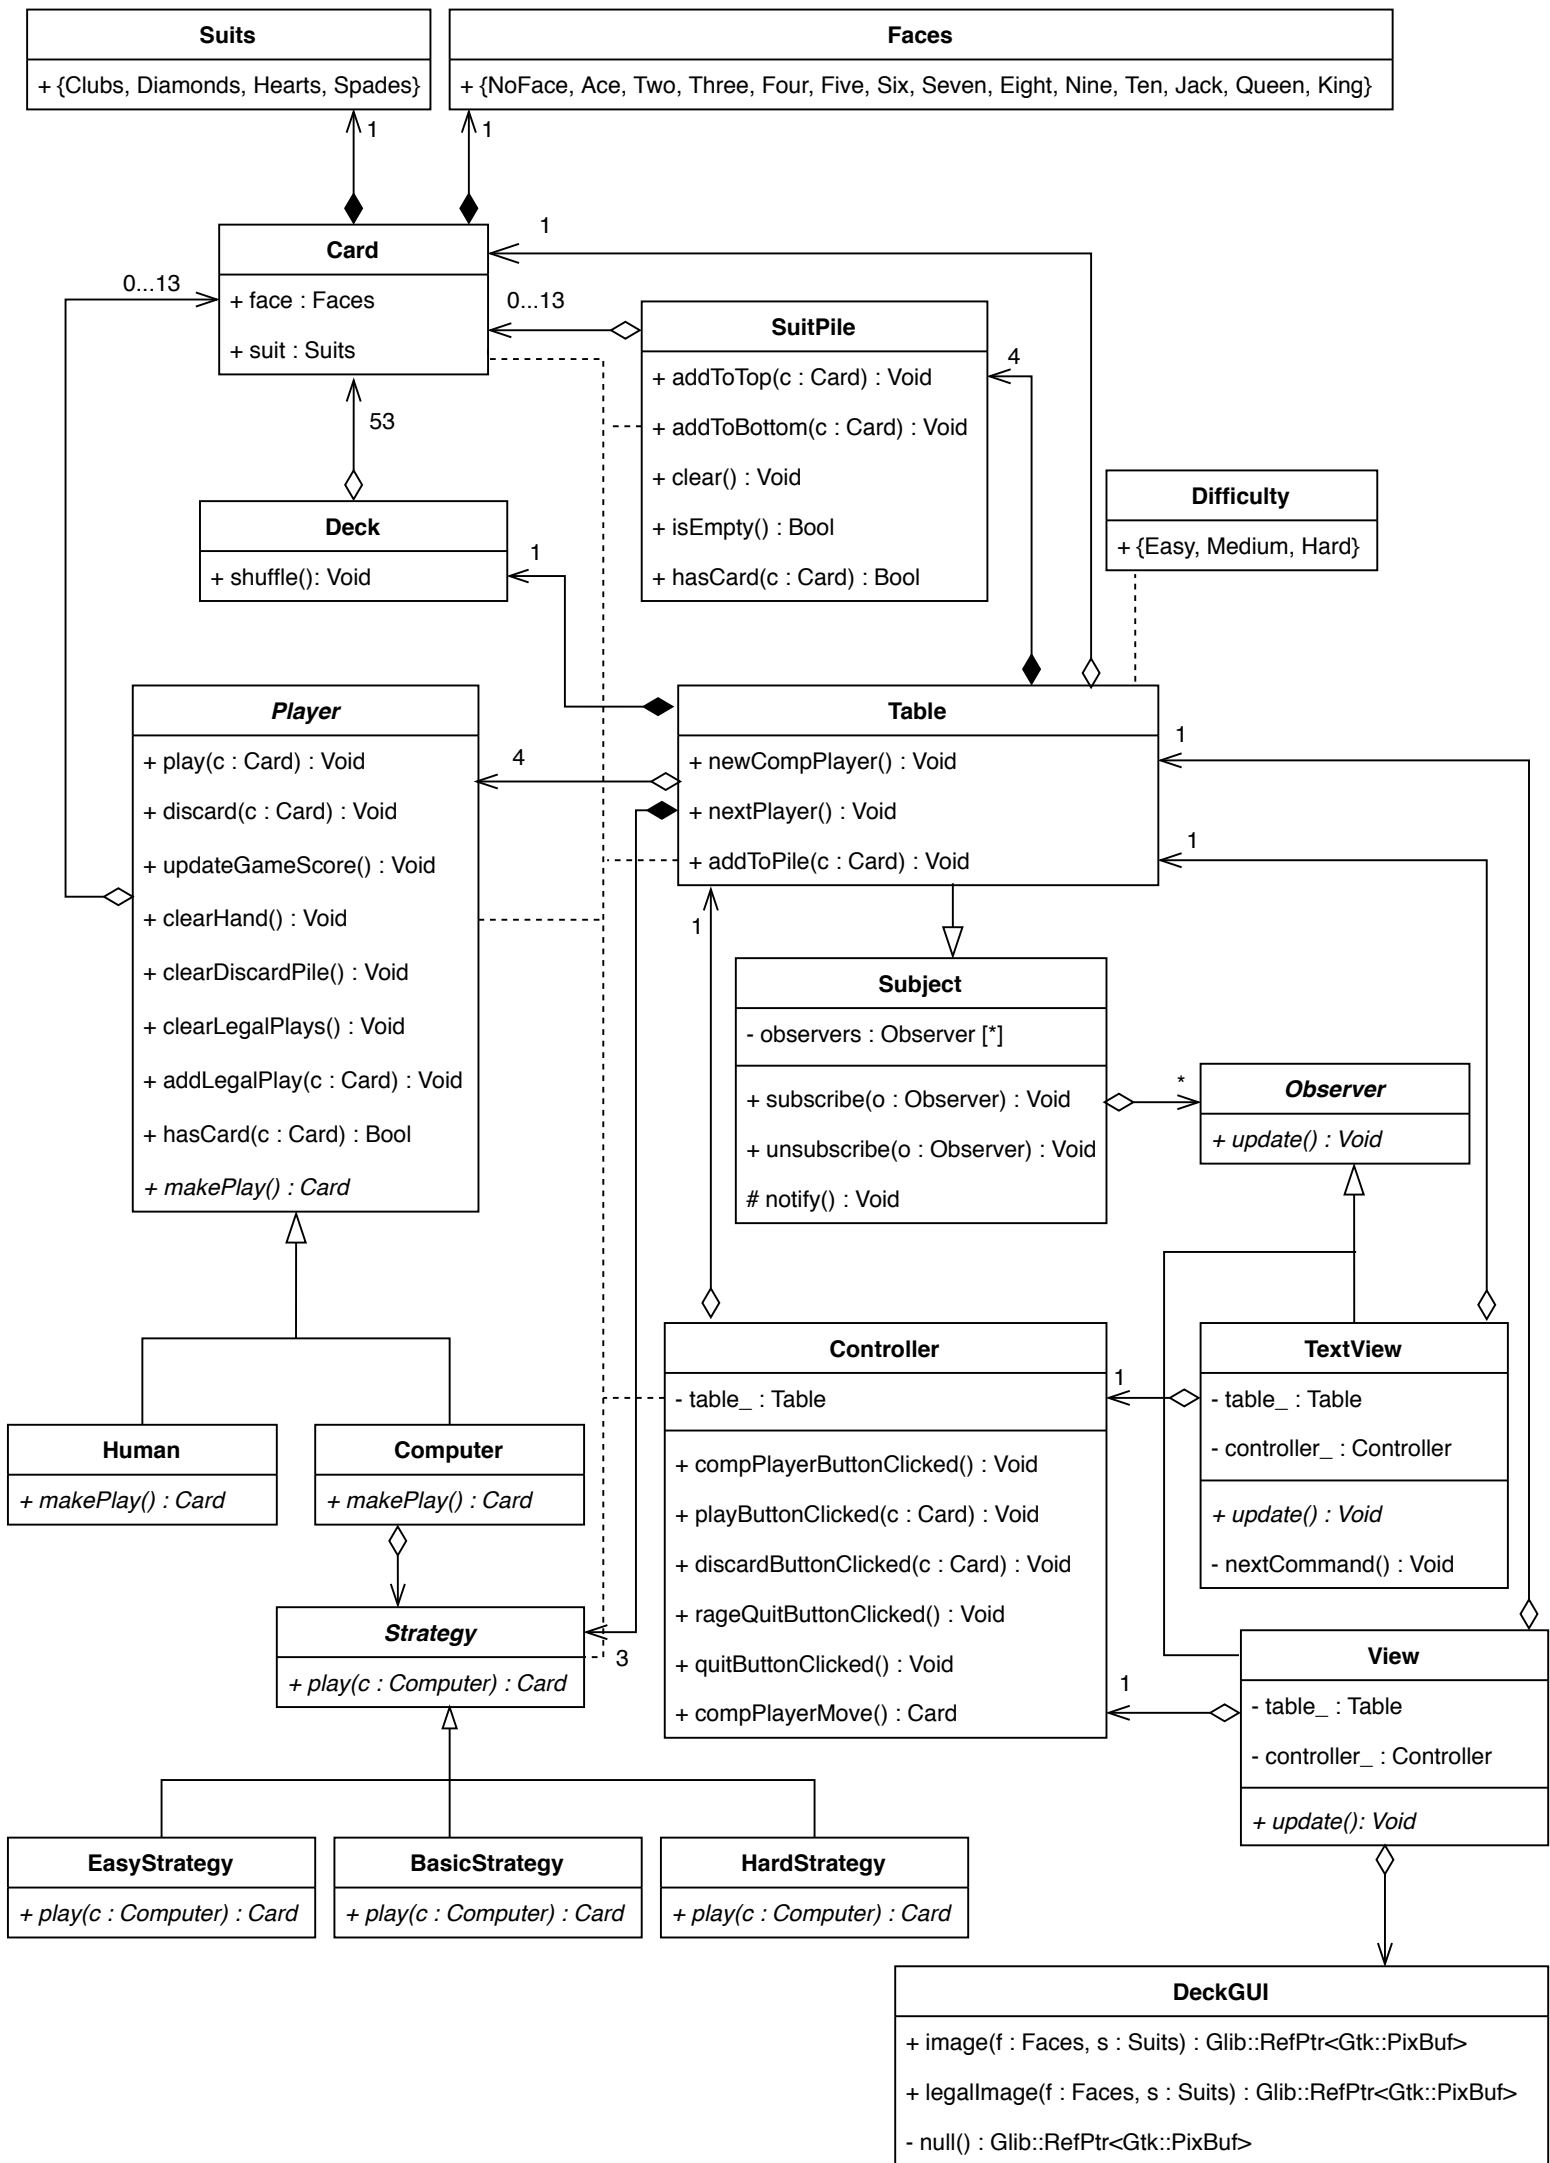 Suits
+ {Clubs, Diamonds, Hearts, Spades}
Faces
+ {NoFace, Ace, Two, Three, Four, Five, Six, Seven, Eight, Nine, Ten, Jack, Queen, King}
1
1
Card
+ face : Faces
+ suit : Suits
1
0...13
0...13
SuitPile
+ addToTop(c : Card) : Void
+ addToBottom(c : Card) : Void
+ clear() : Void
+ isEmpty() : Bool
+ hasCard(c : Card) : Bool
4
53
Deck
+ shuffle(): Void
1
Difficulty
+ {Easy, Medium, Hard}
Player
+ play(c : Card) : Void
+ discard(c : Card) : Void
+ updateGameScore() : Void
+ clearHand() : Void
+ clearDiscardPile() : Void
+ clearLegalPlays() : Void
+ addLegalPlay(c : Card) : Void
+ hasCard(c : Card) : Bool
+ makePlay() : Card
4
Table
+ newCompPlayer() : Void
+ nextPlayer() : Void
+ addToPile(c : Card) : Void
1
1
1
Subject
- observers : Observer [*]
+ subscribe(o : Observer) : Void
+ unsubscribe(o : Observer) : Void
# notify() : Void
*
Observer
+ update() : Void
Human
+ makePlay() : Card
Computer
+ makePlay() : Card
Strategy
+ play(c : Computer) : Card
3
Controller
- table_ : Table
+ compPlayerButtonClicked() : Void
+ playButtonClicked(c : Card) : Void
+ discardButtonClicked(c : Card) : Void
+ rageQuitButtonClicked() : Void
+ quitButtonClicked() : Void
+ compPlayerMove() : Card
1
TextView
- table_ : Table
- controller_ : Controller
+ update() : Void
- nextCommand() : Void
1
View
- table_ : Table
- controller_ : Controller
+ update(): Void
EasyStrategy
+ play(c : Computer) : Card
BasicStrategy
+ play(c : Computer) : Card
HardStrategy
+ play(c : Computer) : Card
DeckGUI
+ image(f : Faces, s : Suits) : Glib::RefPtr<Gtk::PixBuf>
+ legalImage(f : Faces, s : Suits) : Glib::RefPtr<Gtk::PixBuf>
- null() : Glib::RefPtr<Gtk::PixBuf>